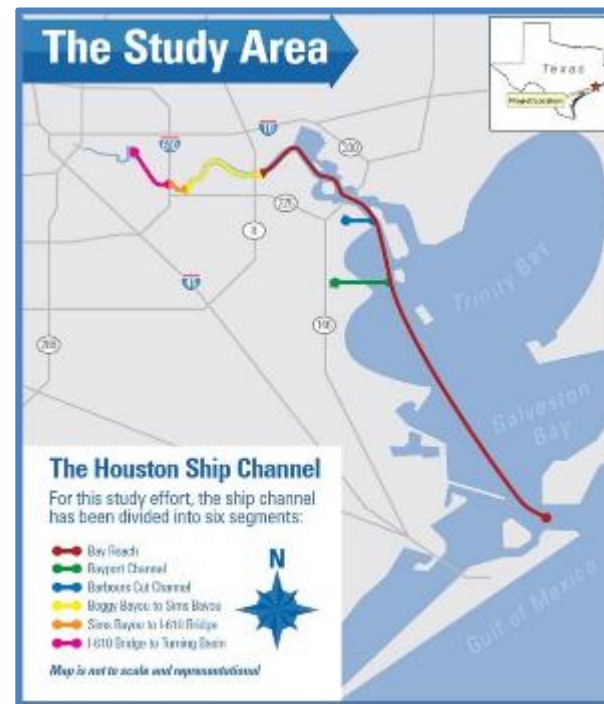 The Study Area
Texas
Project Location
610
10
330
225
8
146
288
Trinity Bay
Galveston
Bay
Gulf of Mexico
The Houston Ship Channel
For this study effort, the ship channel
has been divided into six segments:
Bay Reach
Bayport Channel
Barbours Cut Channel
Boggy Bayou to Sims Bayou
Sims Bayou to I-610 Bridge
I-610 Bridge to Turning Basin
N
Map is not to scale and representational